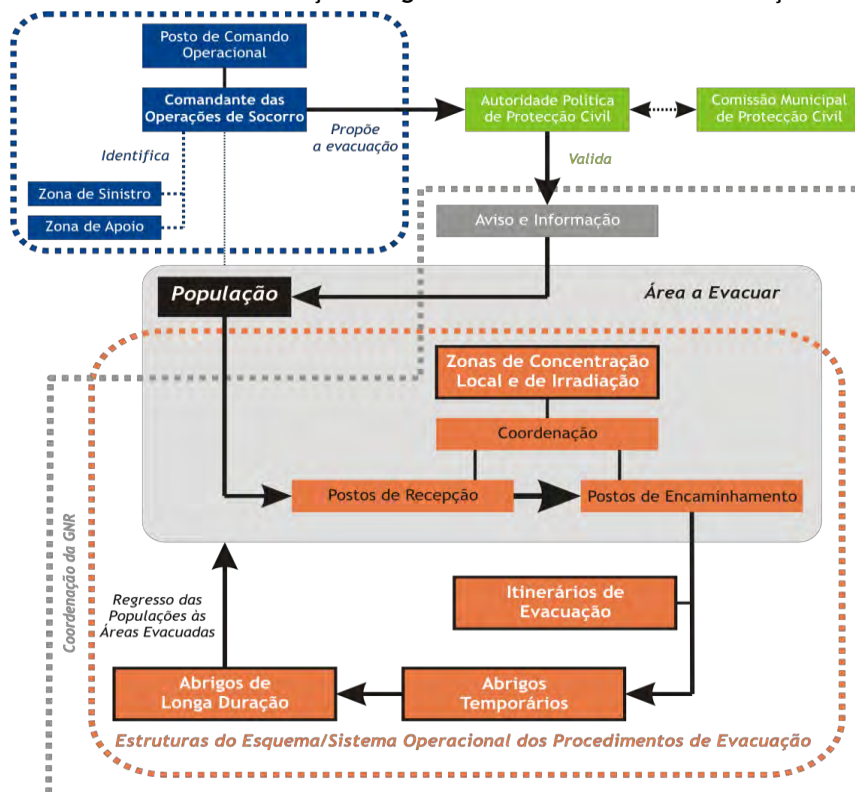 Posto de Comando
Operacional
Comandante das
Operações de Socorro
Propõe
a evacuação
Identifica
Zona de Sinistro
Zona de Apoio
Autoridade Política
de Protecção Civil
Comissão Municipal
de Protecção Civil
Valida
Aviso e Informação
População
Área a Evacuar
Zonas de Concentração
Local e de Irradiação
Coordenação
Postos de Recepção
Postos de Encaminhamento
Coordenação da GNR
Regresso das
Populações às
Áreas Evacuadas
Itinerários de
Evacuação
Abrigos de
Longa Duração
Abrigos
Temporários
Estruturas do Esquema/Sistema Operacional dos Procedimentos de Evacuação